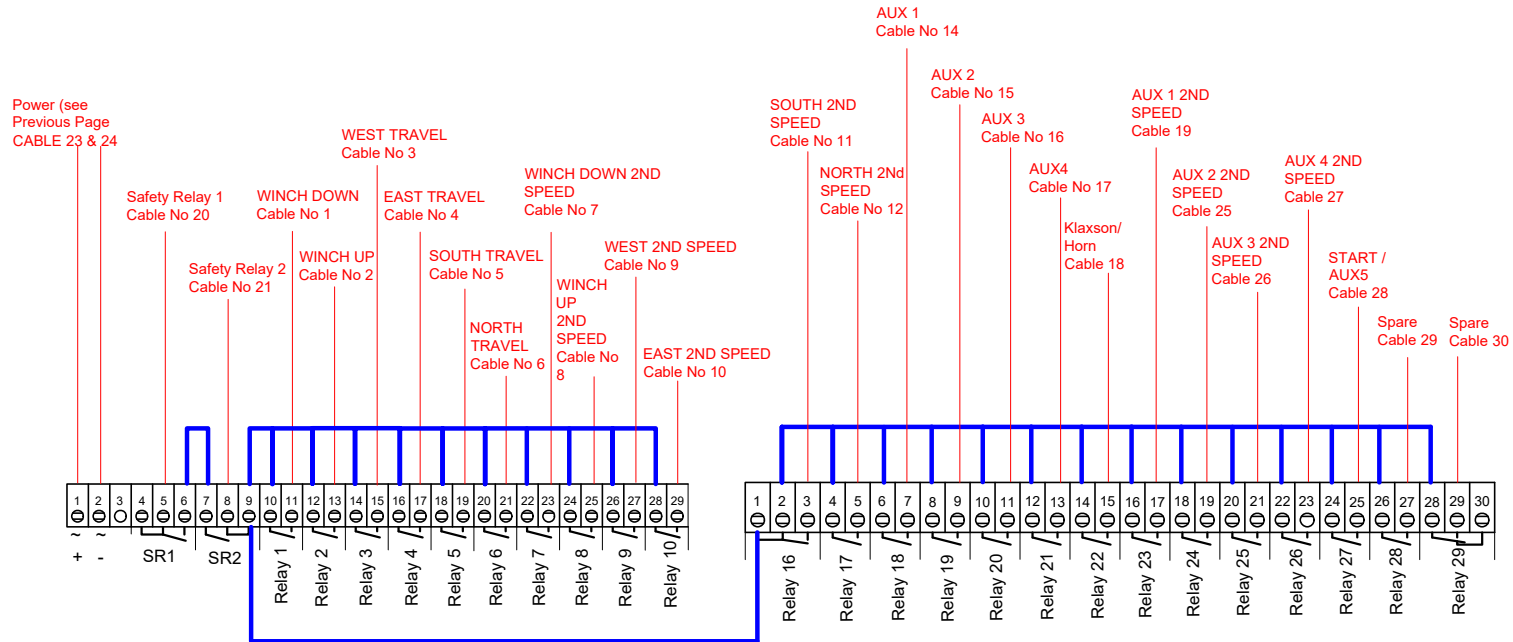 AUX 1
Cable No 14
AUX 2
Cable No 15
Power (see
Previous Page
CABLE 23 & 24
SOUTH 2ND
SPEED
Cable No 11
AUX 1 2ND
SPEED
Cable 19
AUX 3
Cable No 16
WEST TRAVEL
Cable No 3
NORTH 2Nd
SPEED
Cable No 12
AUX4
Cable No 17
AUX 2 2ND
SPEED
Cable 25
AUX 4 2ND
SPEED
Cable 27
Safety Relay 1
Cable No 20
WINCH DOWN
Cable No 1
EAST TRAVEL
Cable No 4
WINCH DOWN 2ND
SPEED
Cable No 7
Klaxson/
Horn
Cable 18
AUX 3 2ND
SPEED
Cable 26
START /
AUX5
Cable 28
Safety Relay 2
Cable No 21
WINCH UP
Cable No 2
SOUTH TRAVEL
Cable No 5
WEST 2ND SPEED
Cable No 9
WINCH
UP
2ND
SPEED
Cable No
8
NORTH
TRAVEL
Cable No 6
EAST 2ND SPEED
Cable No 10
Spare
Cable 29
Spare
Cable 30
1 2 3 4 5 6 7 8 9 10 11 12 13 14 15 16 17 18 19 20 21 22 23 24 25 26 27 28 29
1 2 3 4 5 6 7 8 9 10 11 12 13 14 15 16 17 18 19 20 21 22 23 24 25 26 27 28 29 30
~ ~
+ -
SR1
SR2
Relay 1
Relay 2
Relay 3
Relay 4
Relay 5
Relay 6
Relay 7
Relay 8
Relay 9
Relay 10
Relay 16
Relay 17
Relay 18
Relay 19
Relay 20
Relay 21
Relay 22
Relay 23
Relay 24
Relay 25
Relay 26
Relay 27
Relay 28
Relay 29